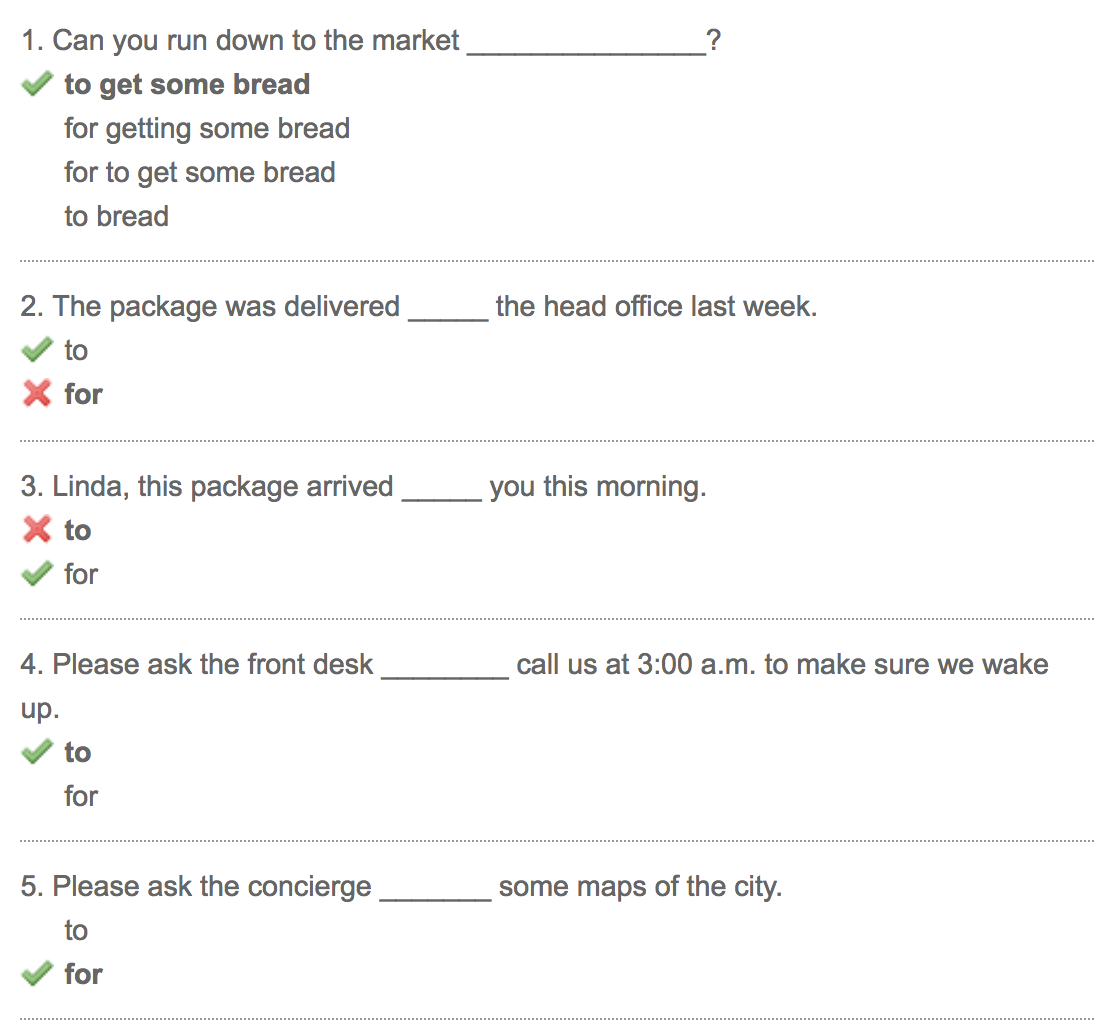 1. Can you run down to the market _______________?
to get some bread
for getting some bread
for to get some bread
to bread
2. The package was delivered _____ the head office last week.
to
for
3. Linda, this package arrived _____ you this morning.
to
for
4. Please ask the front desk ________ call us at 3:00 a.m. to make sure we wake
up.
to
for
5. Please ask the concierge _______ some maps of the city.
to
for